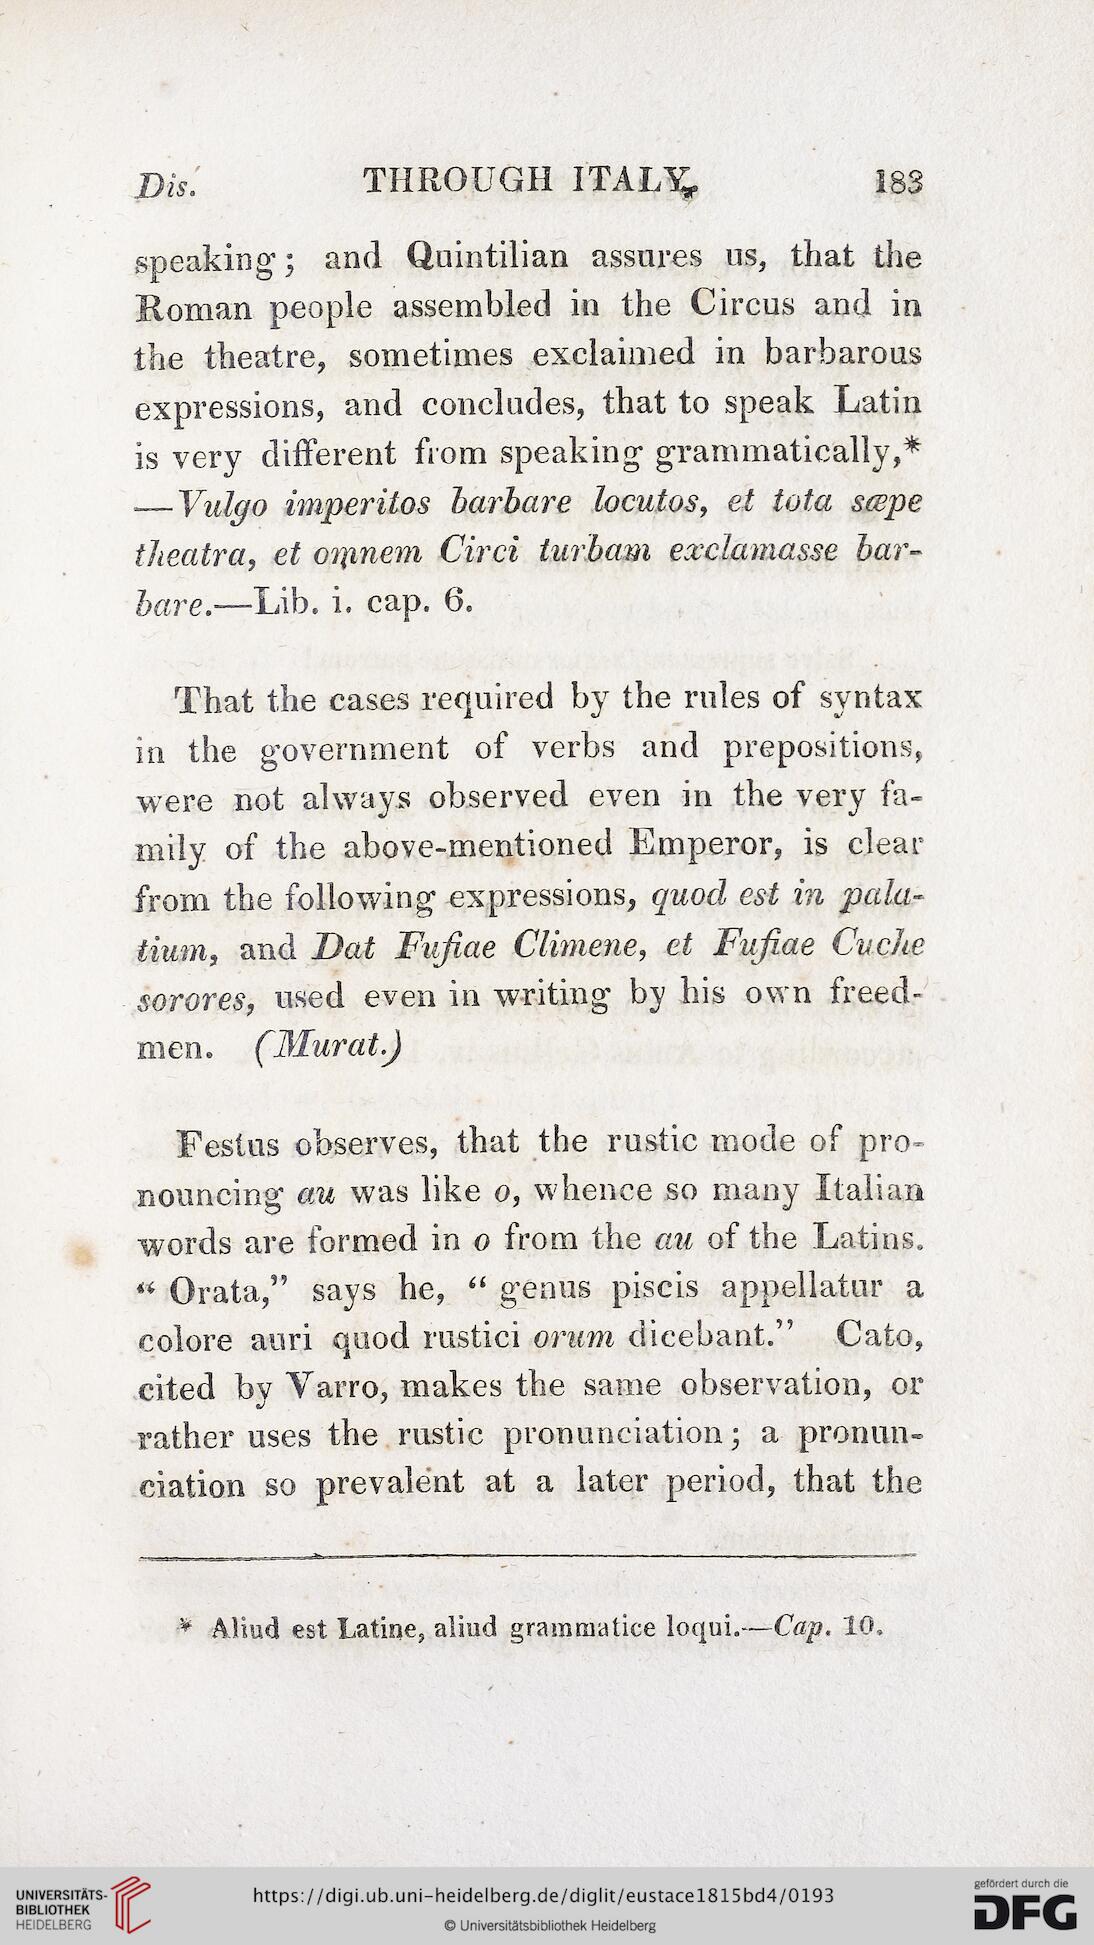 Dis. THROUGH ITALY, 183
speaking; and Quintilian assures us, that the
Roman people assembled in the Circus and in
the theatre, sometimes exclaimed in barbarous
expressions, and concludes, that to speak Latin
is very different from speaking grammatically,*
—Vulgo imperitos barbare locutos, et tota sæpe
theatra, et omnem Circi turbam exclamasse bar-
bare.—Lib. i. cap. 6.
That the cases required by the rules of syntax
in the government of verbs and prepositions,
were not always observed even in the very fa-
mily of the above-mentioned Emperor, is clear
from the following expressions, quod est in pala-
tium, and Dat Fufiae Climene, et Fufiae Cuche
sorores, used even in writing by his own freed-
men. (Murat.)
Festus observes, that the rustic mode of pro-
nouncing au was like o, whence so many Italian
words are formed in o from the au of the Latins.
“ Orata,” says he, “ genus piscis appellatur a
colore auri quod rustici orum dicebant.” Cato,
cited by Varro, makes the same observation, or
rather uses the rustic pronunciation; a pronun-
ciation so prevalent at a later period, that the
* Aliud est Latine, aliud grammatice loqui.—Cap. 10.
UNIVERSITÄTS-
BIBLIOTHEK
HEIDELBERG
https://digi.ub.uni-heidelberg.de/diglit/eustace1815bd4/0193
© Universitätsbibliothek Heidelberg
gefördert durch die
DFG